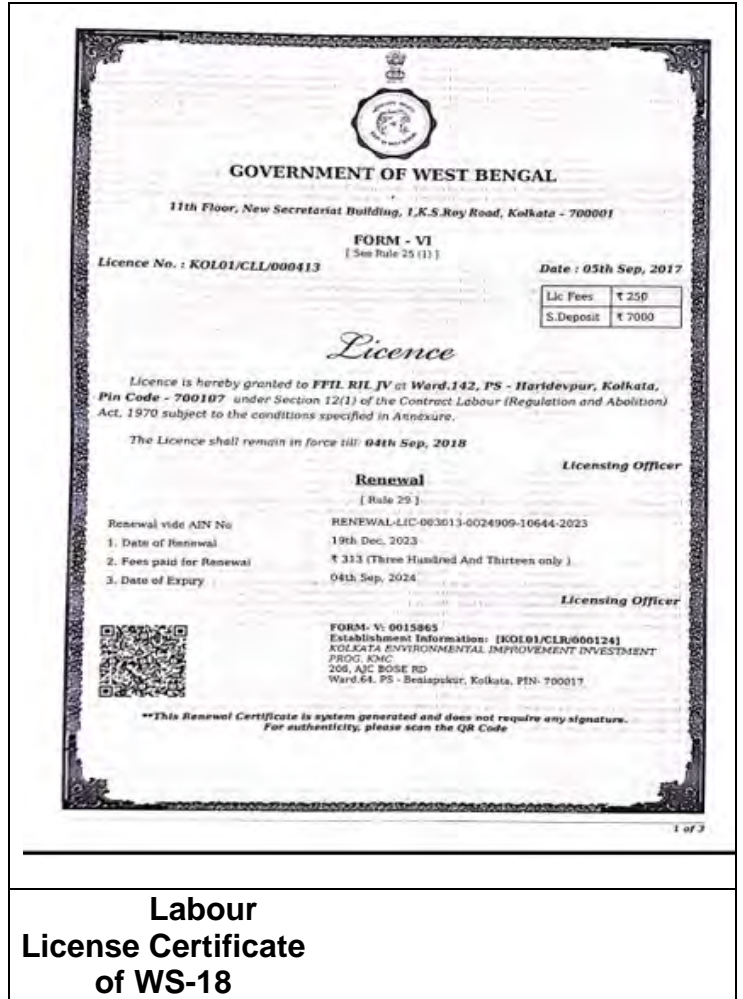 GOVERNMENT OF WEST BENGAL
11th Floor, New Secretariat Building, 1,K.S.Roy Road, Kolkata - 700001
FORM - VI
[ See Rule 25 (1) ]
Licence No. : KOL01/CLL/000413
Date : 05th Sep, 2017
Lic Fees ₹ 250
S.Deposit ₹ 7000
Licence
Licence is hereby granted to FFIL RIL JV at Ward.142, PS - Haridevpur, Kolkata,
Pin Code - 700107 under Section 12(1) of the Contract Labour (Regulation and Abolition)
Act, 1970 subject to the conditions specified in Annexure.
The Licence shall remain in force till: 04th Sep, 2018
Licensing Officer
Renewal
[ Rule 29 ]
Renewal vide AIN No RENEWAL-LIC-003013-0024909-10644-2023
1. Date of Renewal 19th Dec, 2023
2. Fees paid for Renewal ₹ 313 (Three Hundred And Thirteen only )
3. Date of Expiry 04th Sep, 2024
Licensing Officer
FORM- V: 0015865
Establishment Information: [KOL01/CLR/000124]
KOLKATA ENVIRONMENTAL IMPROVEMENT INVESTMENT
PROG. KMC
206, AJC BOSE RD
Ward.64, PS - Beniapukur, Kolkata, PIN- 700017
**This Renewal Certificate is system generated and does not require any signature.
For authenticity, please scan the QR Code
1 of 3
Labour
License Certificate
of WS-18